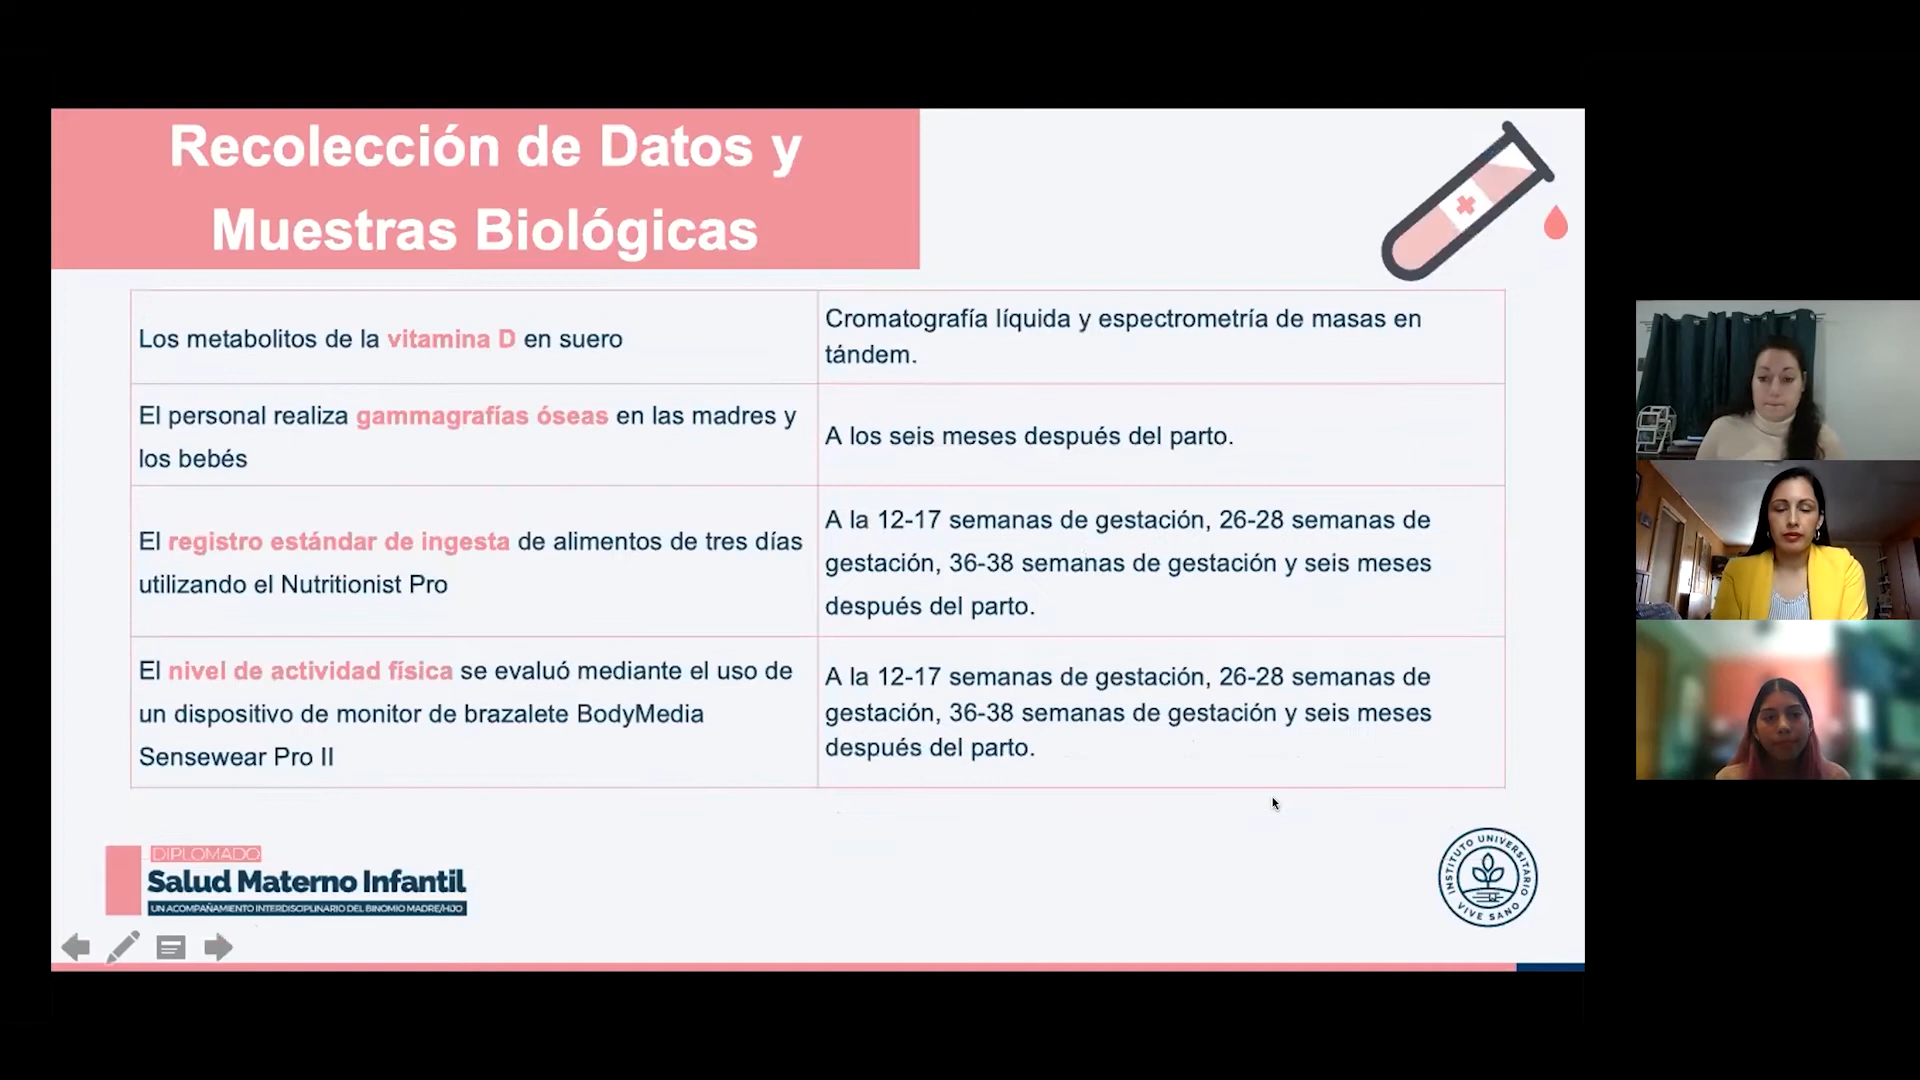 Recolección de Datos y
Muestras Biológicas
Los metabolitos de la vitamina D en suero
Cromatografía líquida y espectrometría de masas en
tándem.
El personal realiza gammagrafías óseas en las madres y
los bebés
A los seis meses después del parto.
El registro estándar de ingesta de alimentos de tres días
utilizando el Nutritionist Pro
A la 12-17 semanas de gestación, 26-28 semanas de
gestación, 36-38 semanas de gestación y seis meses
después del parto.
El nivel de actividad física se evaluó mediante el uso de
un dispositivo de monitor de brazalete BodyMedia
Sensewear Pro II
A la 12-17 semanas de gestación, 26-28 semanas de
gestación, 36-38 semanas de gestación y seis meses
después del parto.
DIPLOMADO
Salud Materno Infantil
UN ACOMPAÑAMIENTO INTERDISCIPLINARIO DEL BINOMIO MADRE/HIJO
INSTITUTO UNIVERSITARIO
VIVE SANO